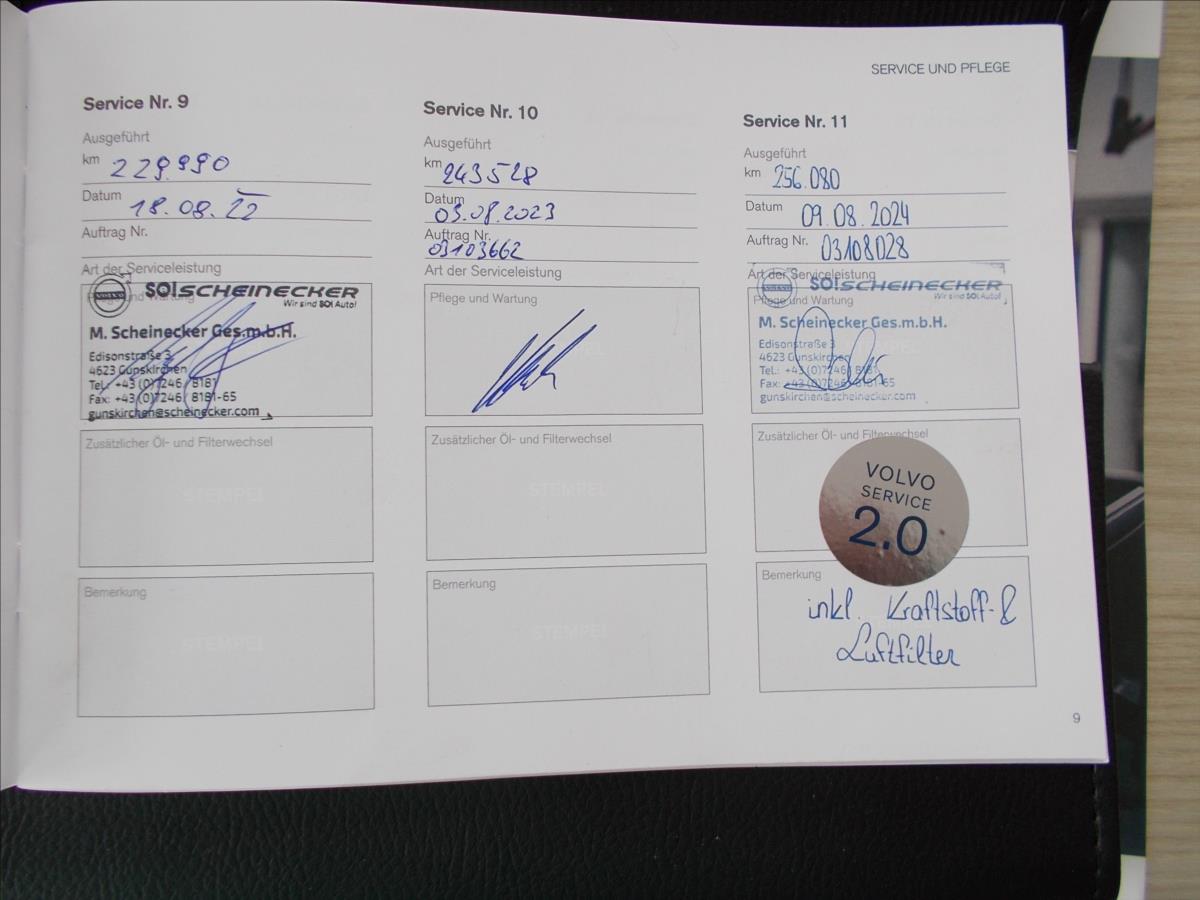 SERVICE UND PFLEGE
Service Nr. 9
Ausgeführt
km 229.990
Datum 18.08.22
Auftrag Nr.
Art der Serviceleistung
Pflege und Wartung
VOLVO
SO!SCHEINECKER
Wir sind SO! Auto!
M. Scheinecker Ges.m.b.H.
Edisonstraße 3
4623 Gunskirchen
Tel.: +43 (0)7246 / 8181
Fax: +43(0)7246/ 8181-65
gunskirchen@scheinecker.com
Zusätzlicher Öl- und Filterwechsel
STEMPEL
Bemerkung
STEMPEL
Service Nr. 10
Ausgeführt
km 243528
Datum 03.08.2023
Auftrag Nr. 03103662
Art der Serviceleistung
Pflege und Wartung
Zusätzlicher Öl- und Filterwechsel
STEMPEL
Bemerkung
STEMPEL
Service Nr. 11
Ausgeführt
km 256.080
Datum 09.08.2024
Auftrag Nr. 03108028
Art der Serviceleistung
Pflege und Wartung
VOLVO
SO!SCHEINECKER
Wir sind SO! Auto!
M. Scheinecker Ges.m.b.H.
Edisonstraße 3
4623 Gunskirchen
Tel.: +43 (0)7246/ 8181
Fax: +43(0)7246/ 8181-65
gunskirchen@scheinecker.com
Zusätzlicher Öl- und Filterwechsel
VOLVO
SERVICE
2.0
Bemerkung
inkl. Kraftstoff- &
Luftfilter
9